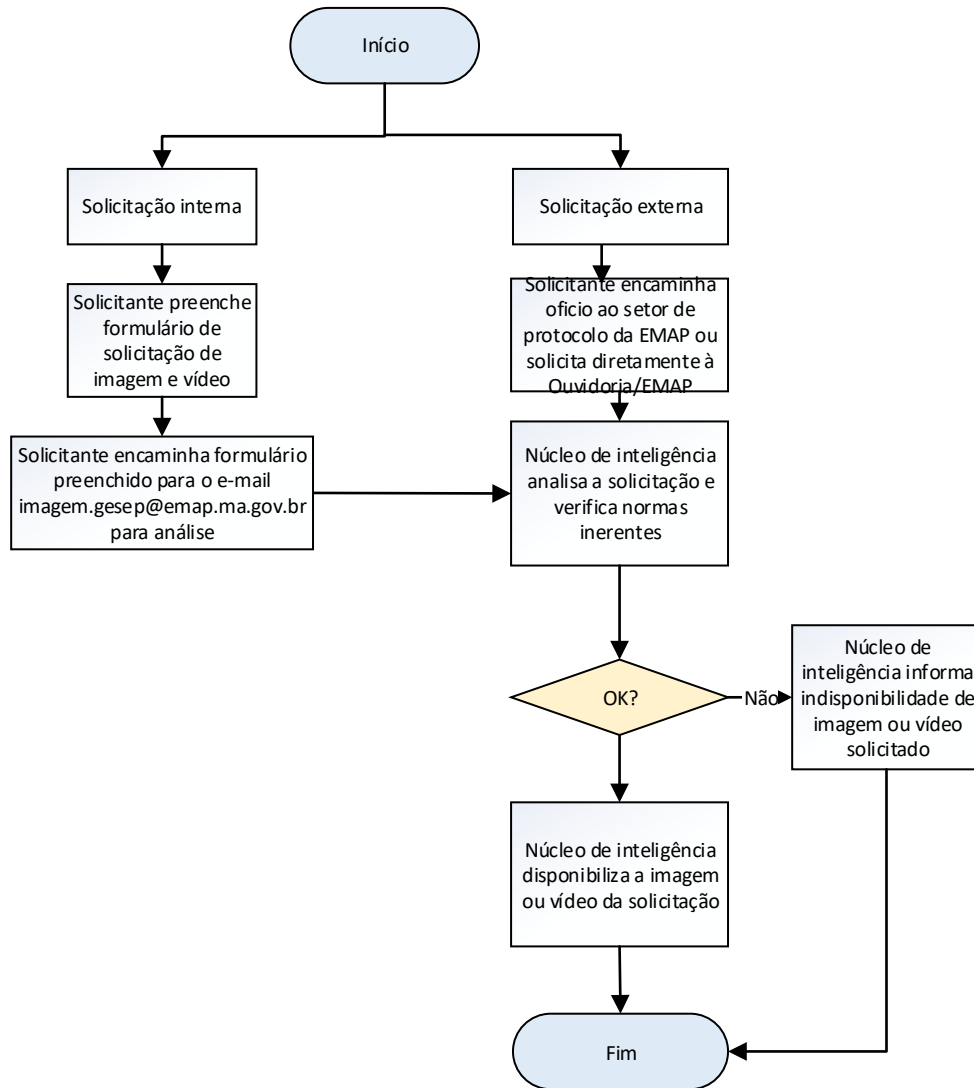 Início
Solicitação interna
Solicitação externa
Solicitante preenche
formulário de
solicitação de
imagem e vídeo
Solicitante encaminha
oficio ao setor de
protocolo da EMAP ou
solicita diretamente à
Ouvidoria/EMAP
Solicitante encaminha formulário
preenchido para o e-mail
imagem.gesep@emap.ma.gov.br
para análise
Núcleo de inteligência
analisa a solicitação e
verifica normas
inerentes
OK?
Não
Núcleo de
inteligência informa
indisponibilidade de
imagem ou vídeo
solicitado
Núcleo de inteligência
disponibiliza a imagem
ou vídeo da solicitação
Fim